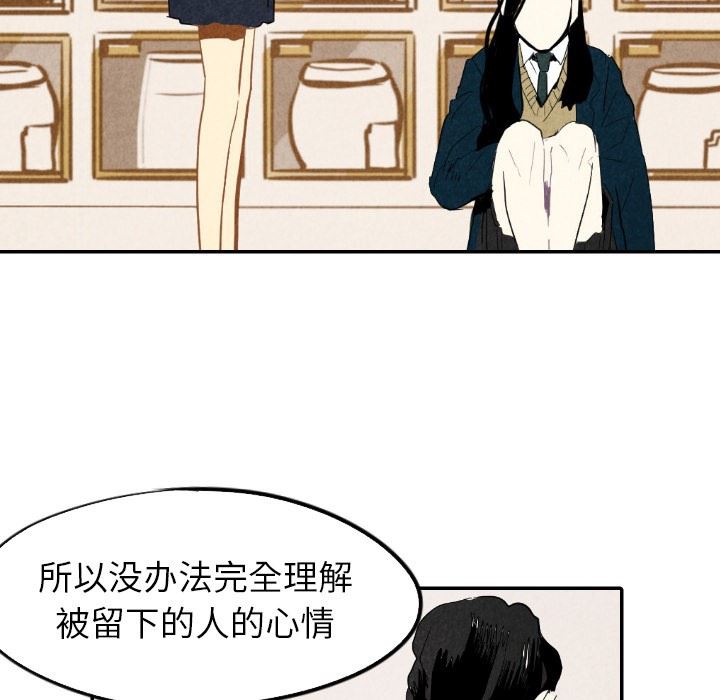 所以没办法完全理解
被留下的人的心情